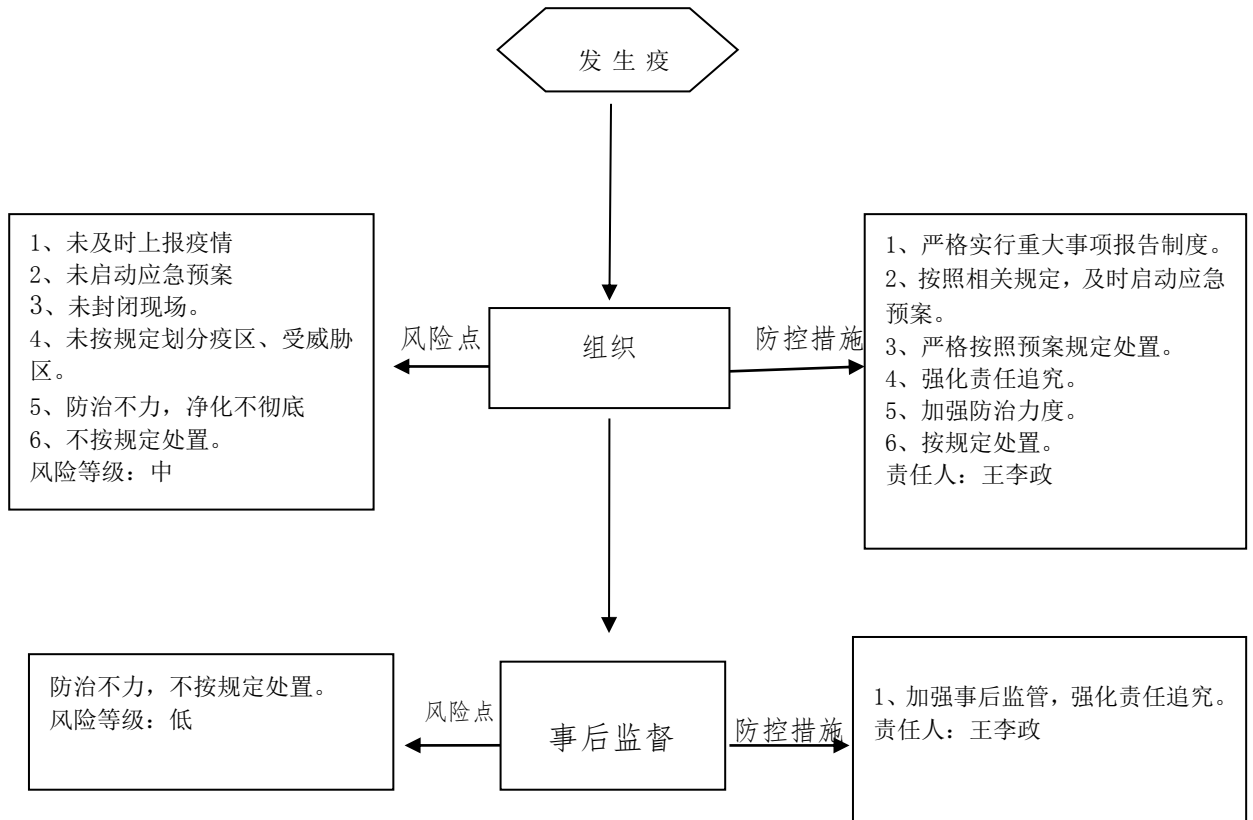 发 生 疫
1、未及时上报疫情
2、未启动应急预案
3、未封闭现场。
4、未按规定划分疫区、受威胁
区。
5、防治不力，净化不彻底
6、不按规定处置。
风险等级：中
风险点
组织
防控措施
1、严格实行重大事项报告制度。
2、按照相关规定，及时启动应急
预案。
3、严格按照预案规定处置。
4、强化责任追究。
5、加强防治力度。
6、按规定处置。
责任人：王李政
防治不力，不按规定处置。
风险等级：低
风险点
事后监督
防控措施
1、加强事后监管，强化责任追究。
责任人：王李政